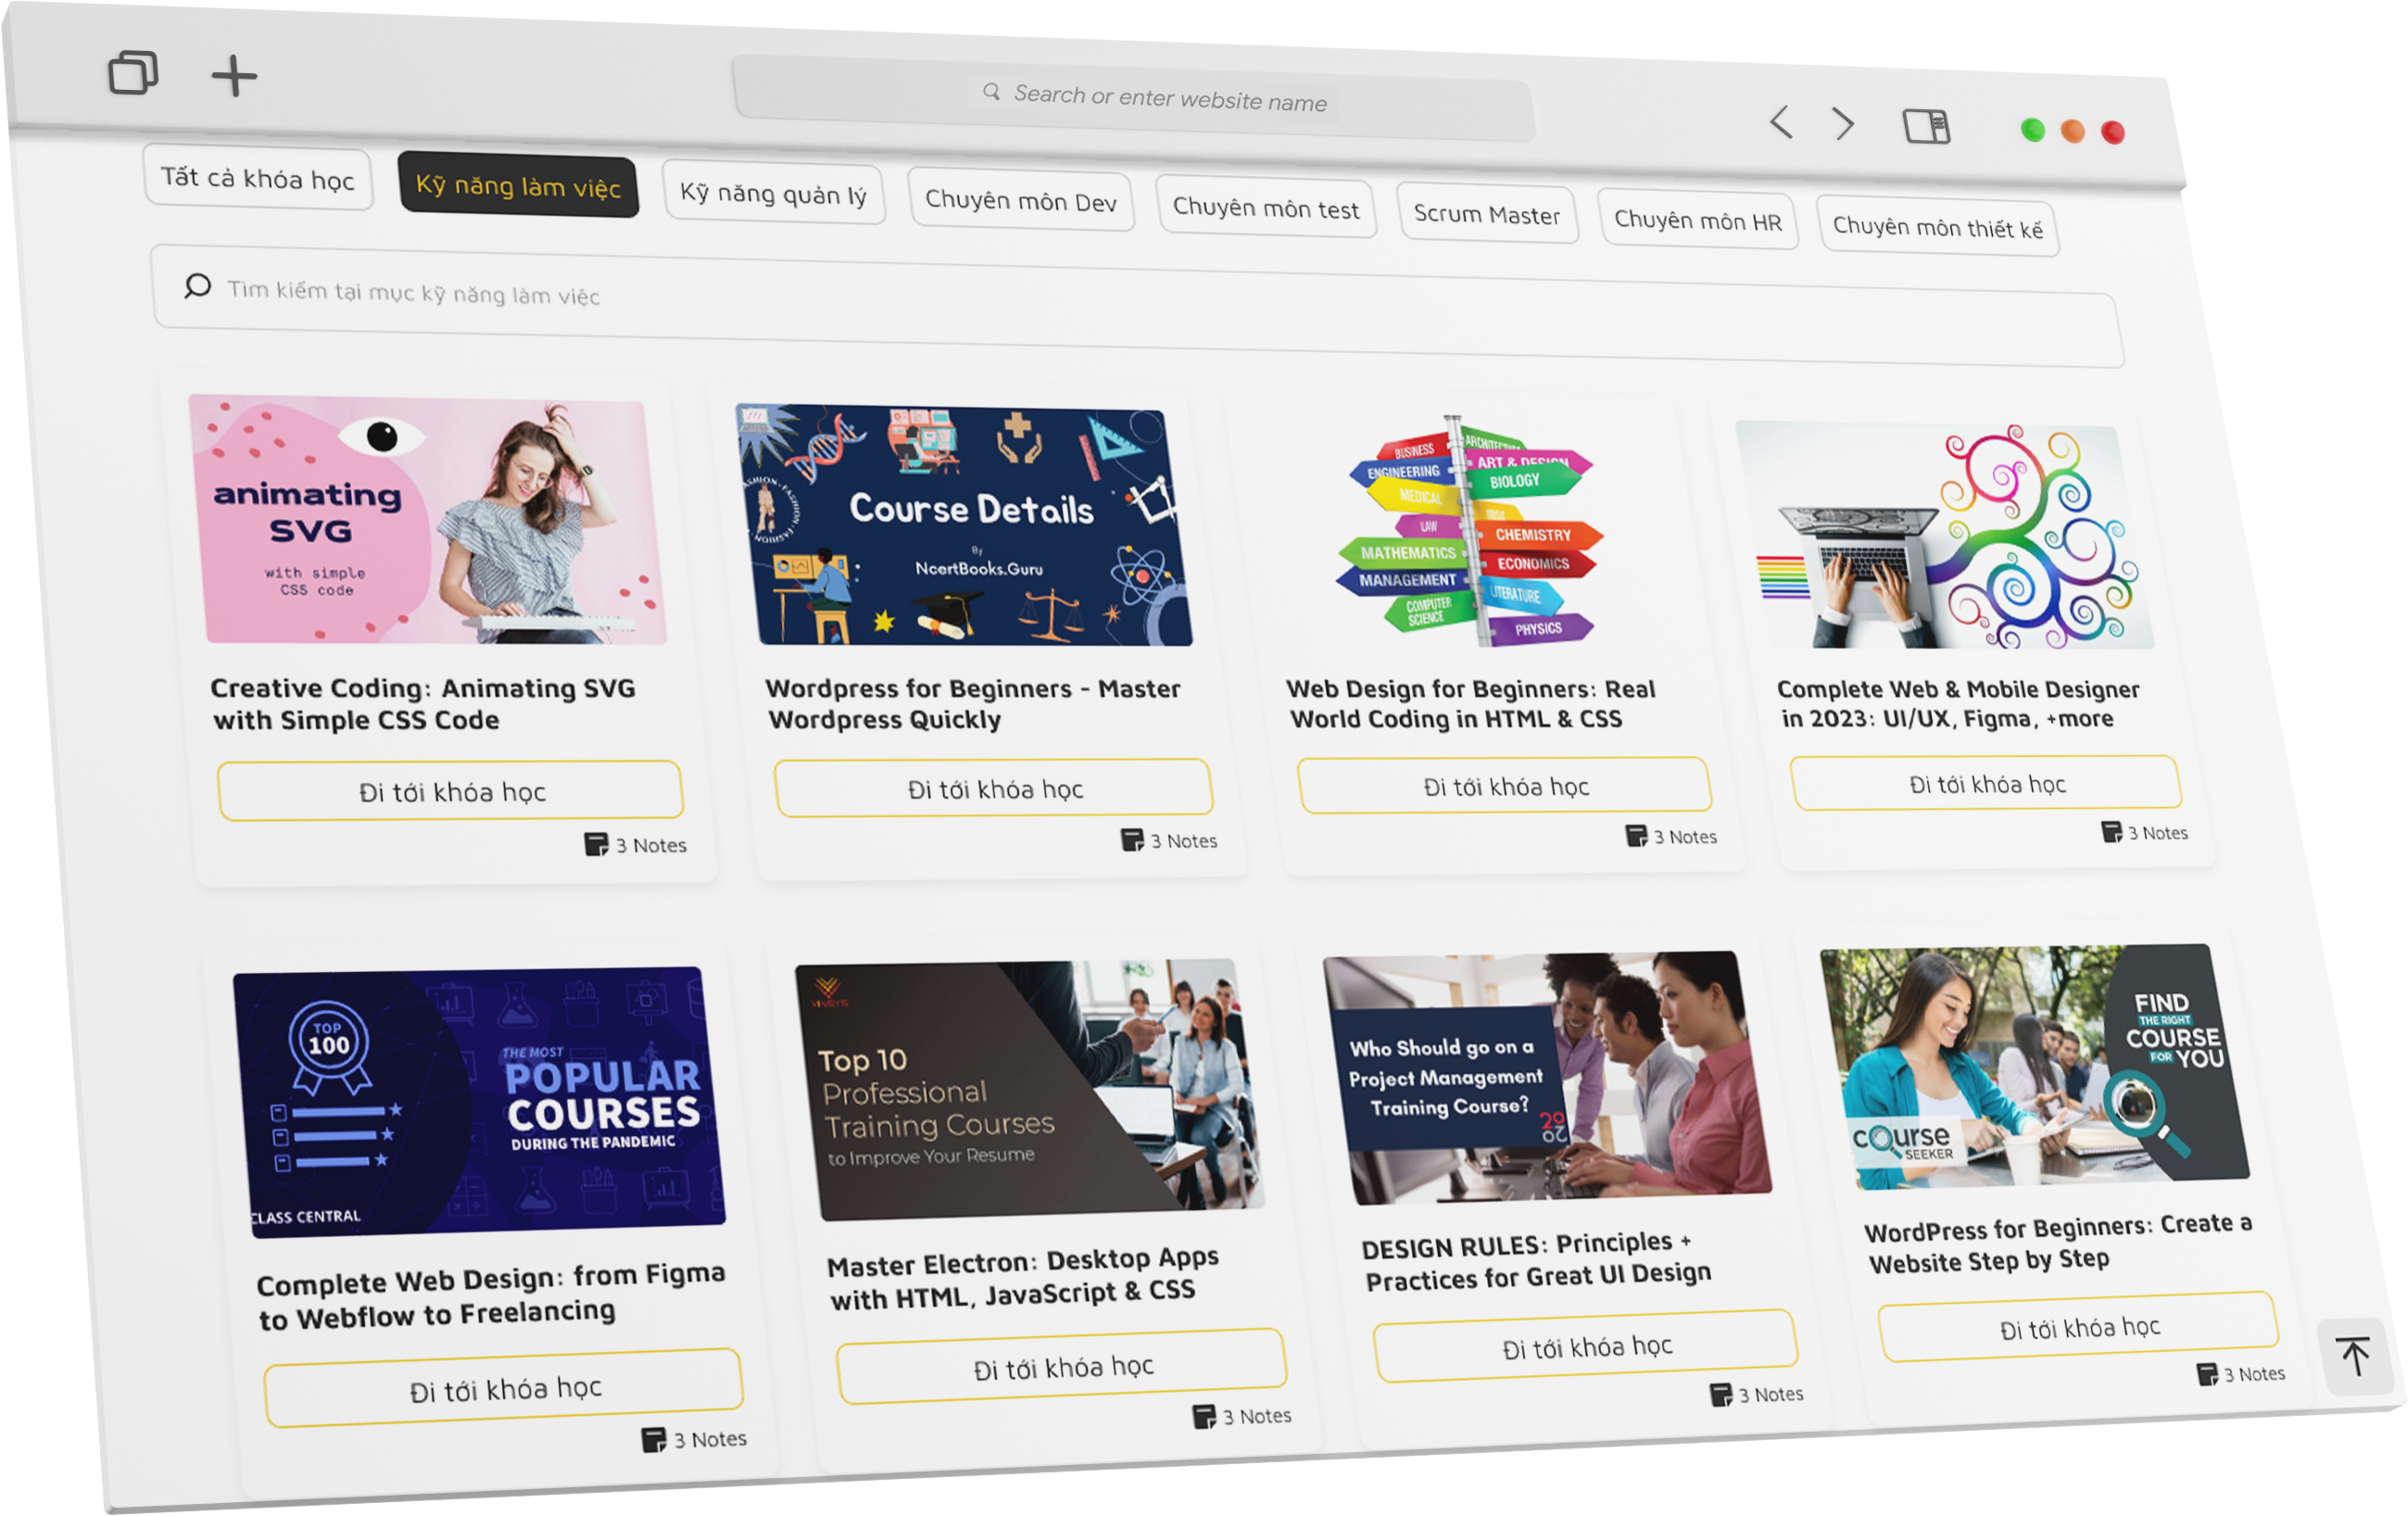 Search or enter website name
Tất cả khóa học
Kỹ năng làm việc
Kỹ năng quản lý
Chuyên môn Dev
Chuyên môn test
Scrum Master
Chuyên môn HR
Chuyên môn thiết kế
Tìm kiếm tại mục kỹ năng làm việc
animating
SVG
with simple
CSS code
Creative Coding: Animating SVG
with Simple CSS Code
Đi tới khóa học
3 Notes
FASHION
Course Details
By
NcertBooks.Guru
Wordpress for Beginners - Master
Wordpress Quickly
Đi tới khóa học
3 Notes
BUSINESS
ENGINEERING
MEDICAL
LAW
MATHEMATICS
MANAGEMENT
COMPUTER
SCIENCE
ART & DESIGN
BIOLOGY
CHEMISTRY
ECONOMICS
LITERATURE
PHYSICS
Web Design for Beginners: Real
World Coding in HTML & CSS
Đi tới khóa học
3 Notes
Complete Web & Mobile Designer
in 2023: UI/UX, Figma, +more
Đi tới khóa học
3 Notes
TOP
100
THE MOST
POPULAR
COURSES
DURING THE PANDEMIC
CLASS CENTRAL
Complete Web Design: from Figma
to Webflow to Freelancing
Đi tới khóa học
3 Notes
VINSYS
Top 10
Professional
Training Courses
to Improve Your Resume
Master Electron: Desktop Apps
with HTML, JavaScript & CSS
Đi tới khóa học
3 Notes
Who Should go on a
Project Management
Training Course?
20
20
DESIGN RULES: Principles +
Practices for Great UI Design
Đi tới khóa học
3 Notes
FIND
THE RIGHT
COURSE
FOR YOU
COURSE
SEEKER
WordPress for Beginners: Create a
Website Step by Step
Đi tới khóa học
3 Notes